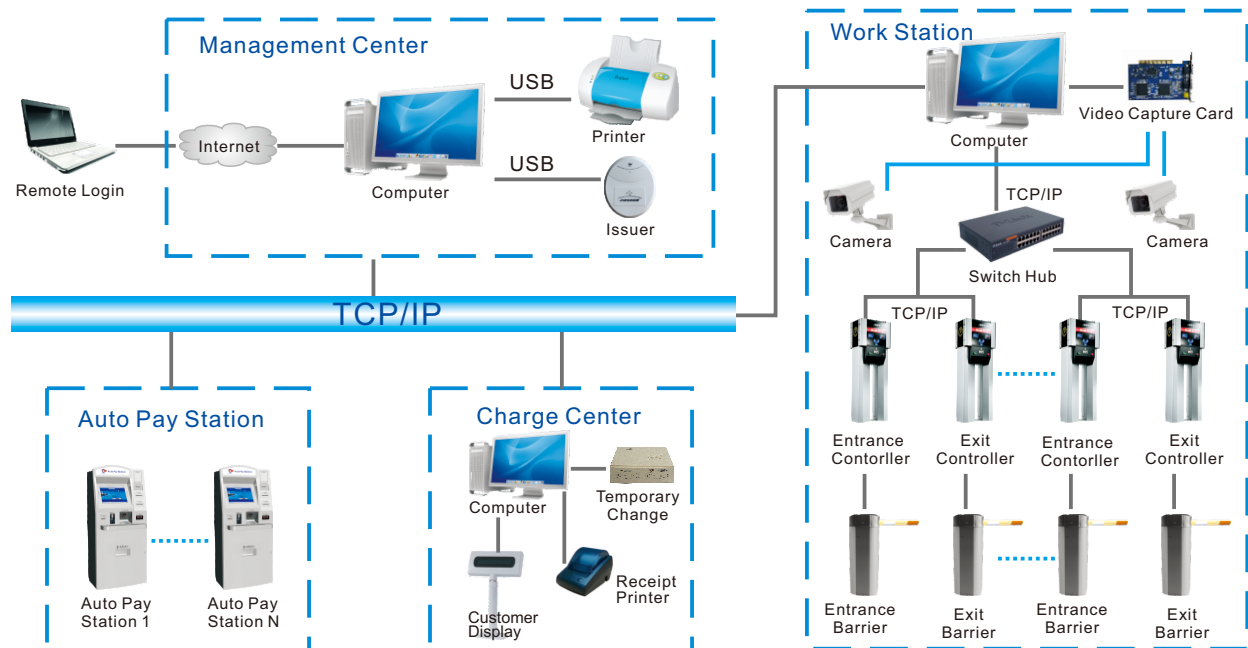 Management Center
USB
Printer
Internet
Computer
USB
Issuer
Remote Login
Work Station
Video Capture Card
Computer
TCP/IP
Camera
Camera
Switch Hub
TCP/IP
TCP/IP
TCP/IP
Entrance
Contorller
Exit
Controller
Entrance
Contorller
Exit
Controller
Entrance
Barrier
Exit
Barrier
Entrance
Barrier
Exit
Barrier
Auto Pay Station
Auto Pay
Station 1
Auto Pay
Station N
Charge Center
Computer
Temporary
Change
Receipt
Printer
Customer
Display